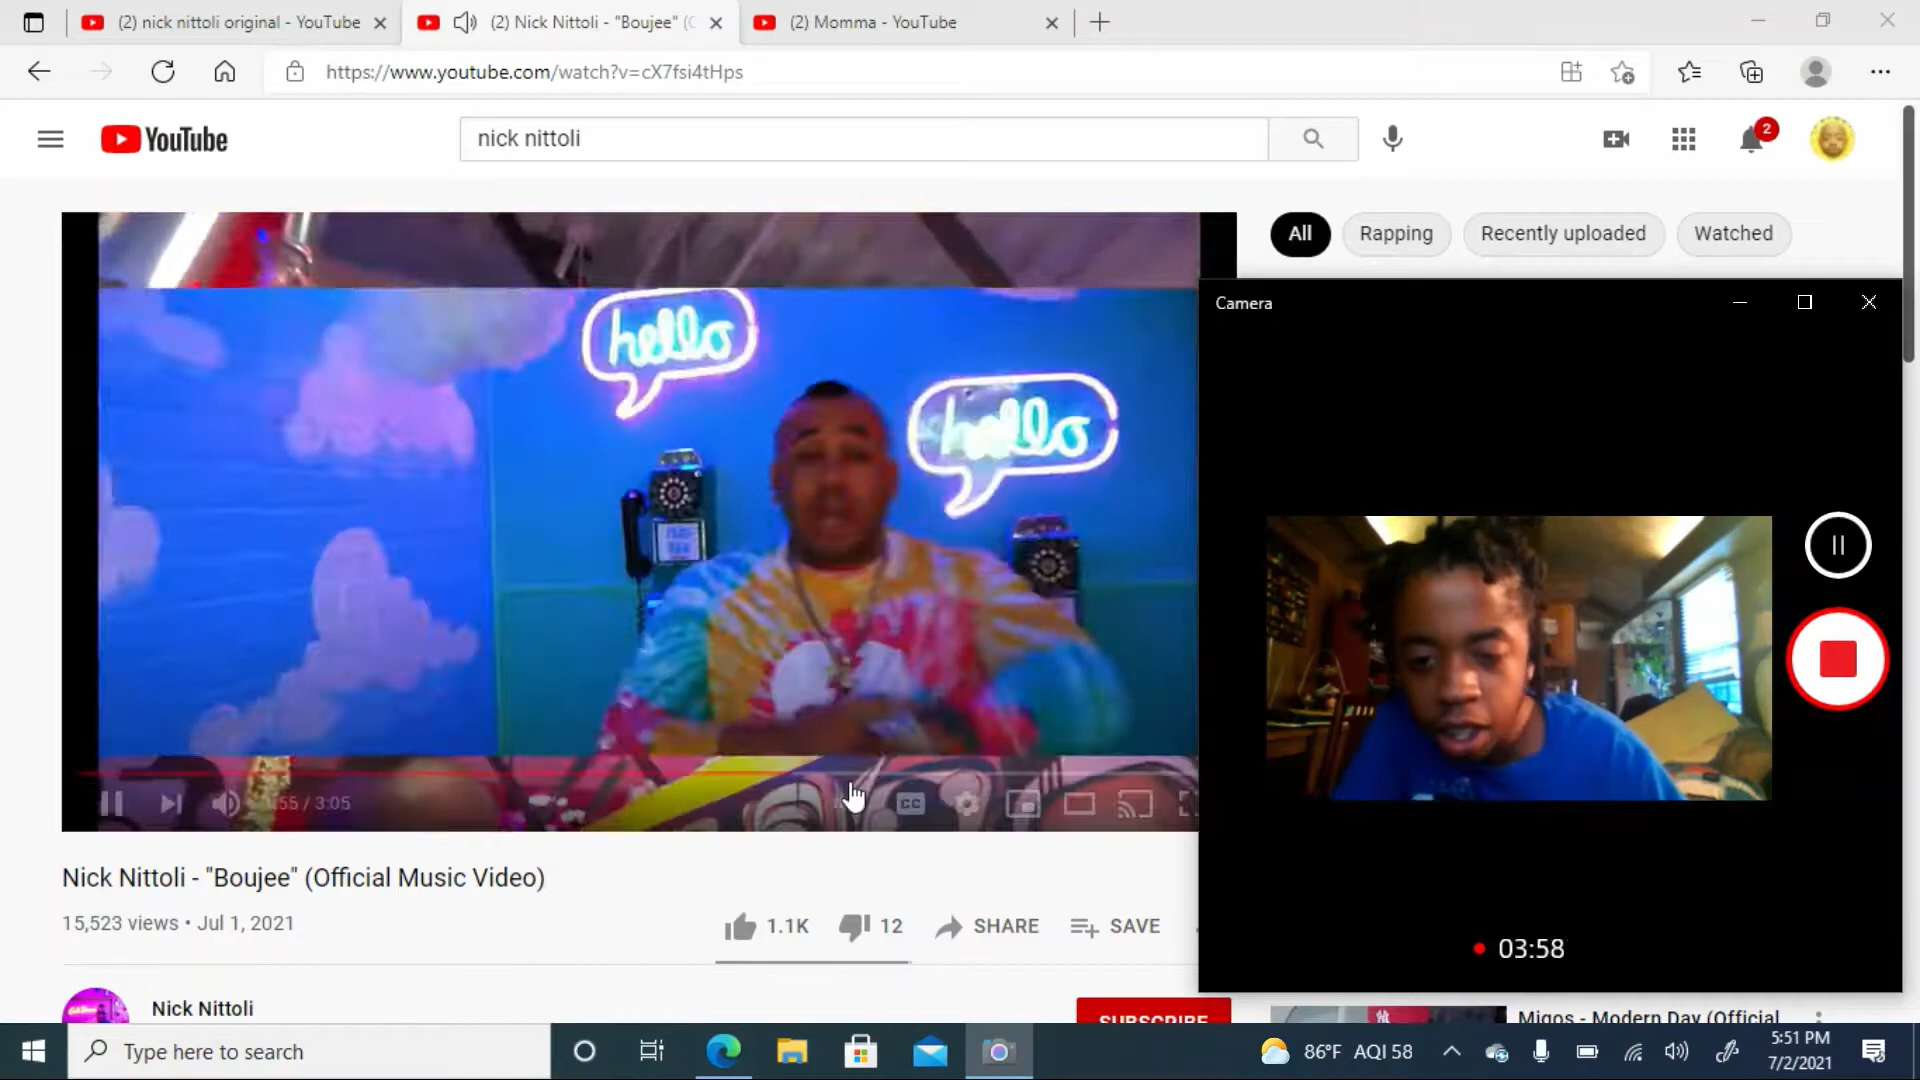 (2) nick nittoli original - YouTube
(2) Nick Nittoli - "Boujee" (
(2) Momma - YouTube
https://www.youtube.com/watch?v=cX7fsi4tHps
YouTube
nick nittoli
2
All
Rapping
Recently uploaded
Watched
hello
hello
Camera
:55 / 3:05
CC
Nick Nittoli - "Boujee" (Official Music Video)
15,523 views • Jul 1, 2021
1.1K
12
SHARE
SAVE
03:58
Nick Nittoli
SUBSCRIBE
Migos - Modern Day (Official
Type here to search
86°F AQI 58
5:51 PM
7/2/2021